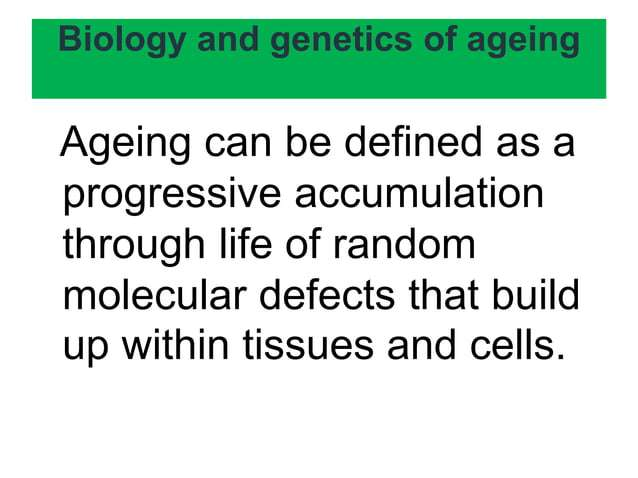 Biology and genetics of ageing
Ageing can be defined as a
progressive accumulation
through life of random
molecular defects that build
up within tissues and cells.